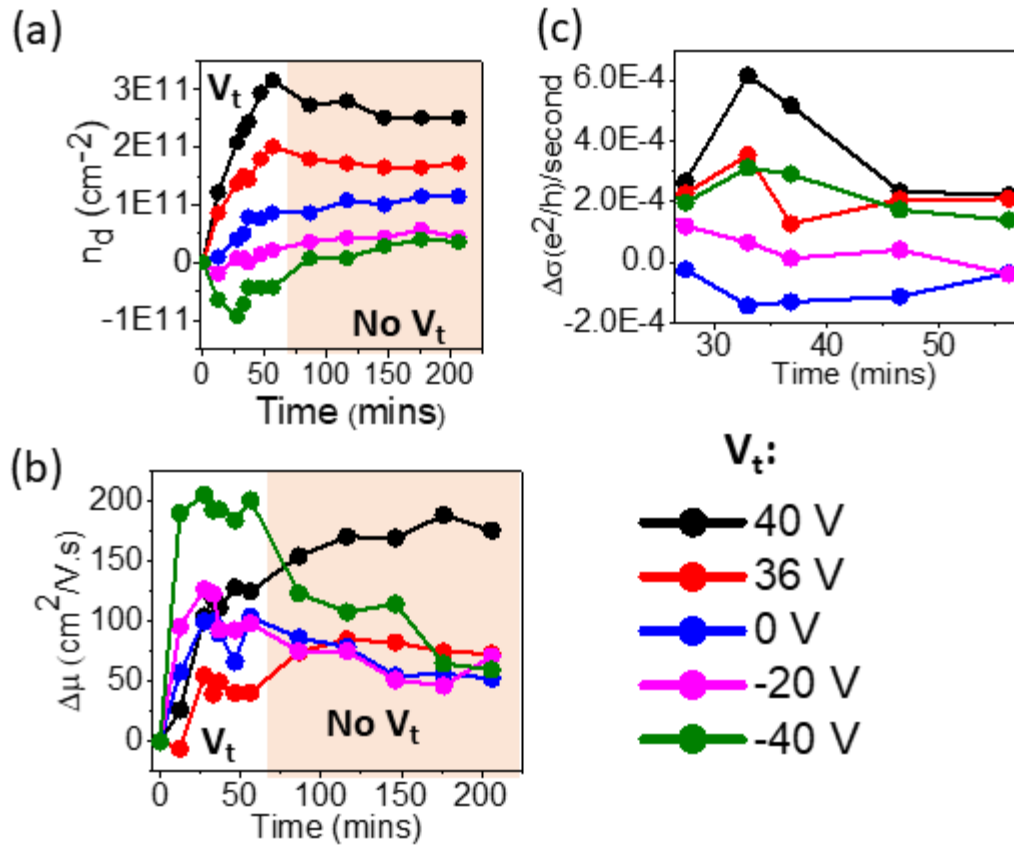 (a)
3E11
2E11
1E11
0
-1E11
n_d (cm⁻²)
V_t
No V_t
0 50 100 150 200
Time (mins)
(c)
6.0E-4
4.0E-4
2.0E-4
0.0
-2.0E-4
Δσ(e²/h)/second
30 40 50
Time (mins)
(b)
200
150
100
50
0
Δμ (cm²/V.s)
V_t
No V_t
0 50 100 150 200
Time (mins)
V_t:
40 V
36 V
0 V
-20 V
-40 V